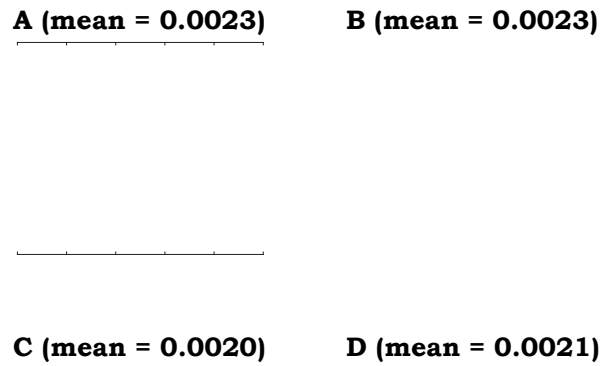 A (mean = 0.0023)
B (mean = 0.0023)
C (mean = 0.0020)
D (mean = 0.0021)